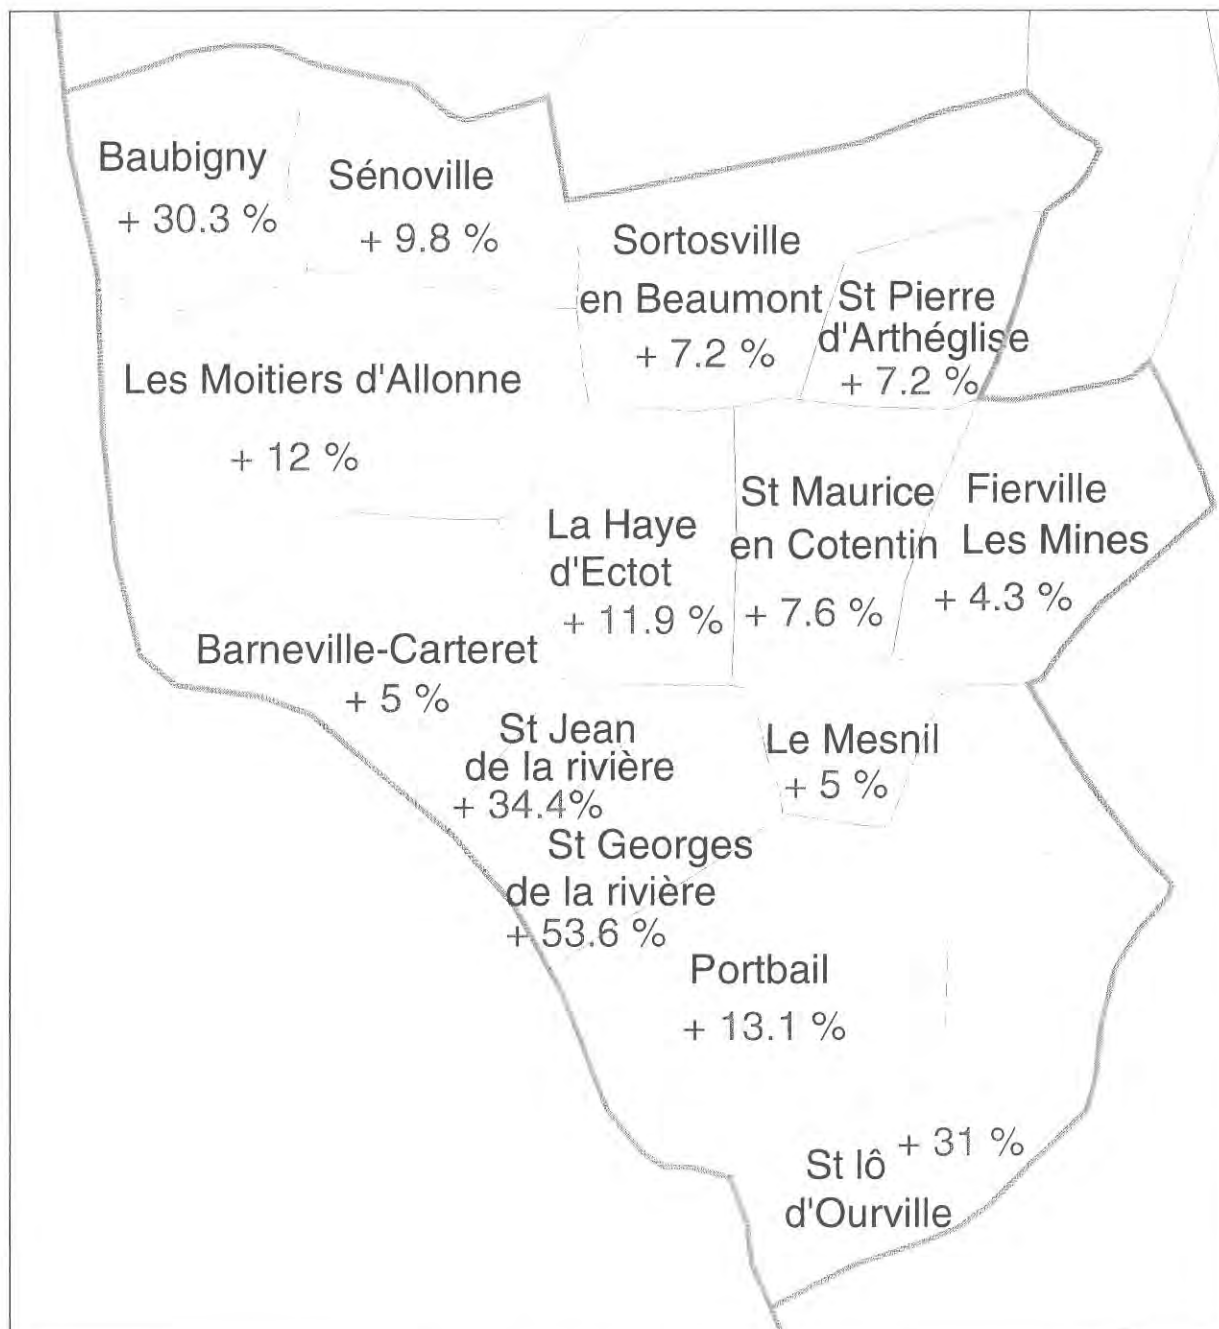 Baubigny
+ 30.3 %
Sénoville
+ 9.8 %
Sortosville
en Beaumont
+ 7.2 %
St Pierre
d'Arthéglise
+ 7.2 %
Les Moitiers d'Allonne
+ 12 %
La Haye
d'Ectot
+ 11.9 %
St Maurice
en Cotentin
+ 7.6 %
Fierville
Les Mines
+ 4.3 %
Barneville-Carteret
+ 5 %
St Jean
de la rivière
+ 34.4%
Le Mesnil
+ 5 %
St Georges
de la rivière
+ 53.6 %
Portbail
+ 13.1 %
St lô
d'Ourville
+ 31 %